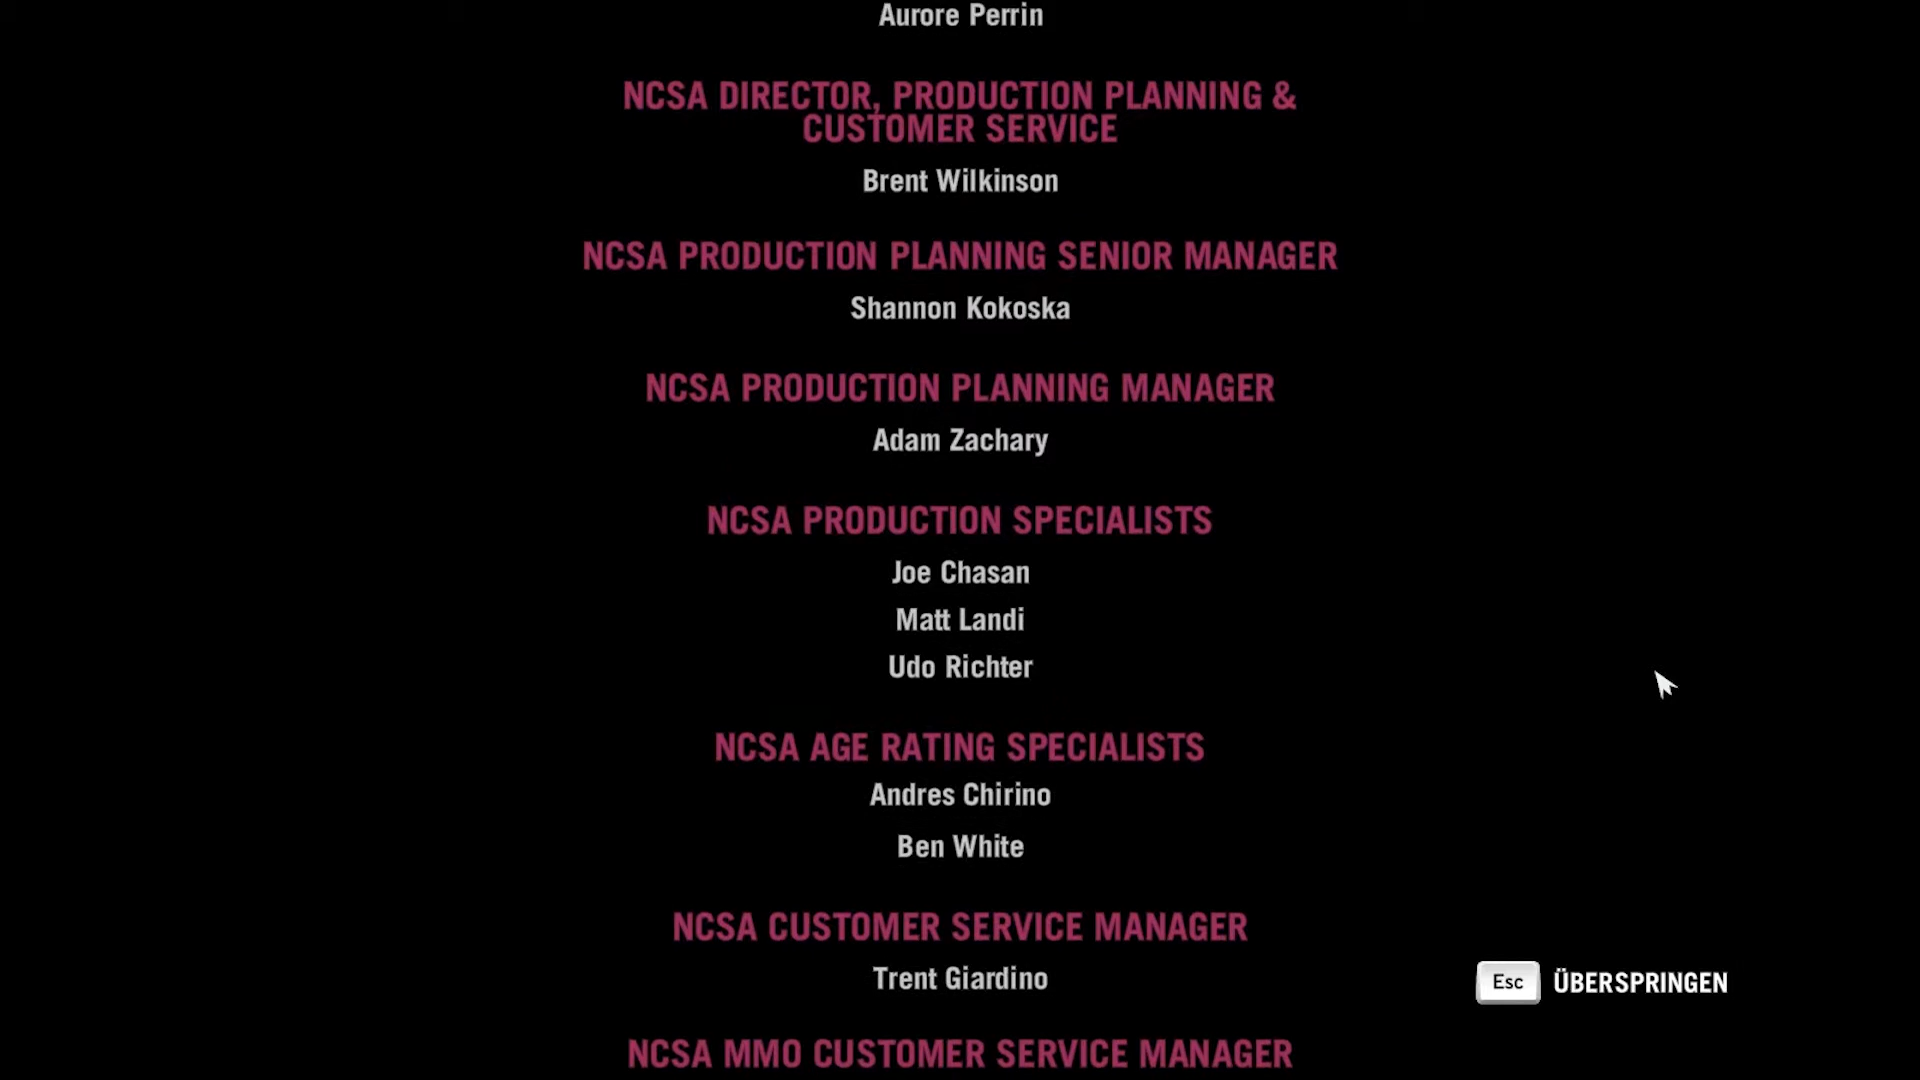 Aurore Perrin
NCSA DIRECTOR, PRODUCTION PLANNING &
CUSTOMER SERVICE
Brent Wilkinson
NCSA PRODUCTION PLANNING SENIOR MANAGER
Shannon Kokoska
NCSA PRODUCTION PLANNING MANAGER
Adam Zachary
NCSA PRODUCTION SPECIALISTS
Joe Chasan
Matt Landi
Udo Richter
NCSA AGE RATING SPECIALISTS
Andres Chirino
Ben White
NCSA CUSTOMER SERVICE MANAGER
Trent Giardino
Esc ÜBERSPRINGEN
NCSA MMO CUSTOMER SERVICE MANAGER